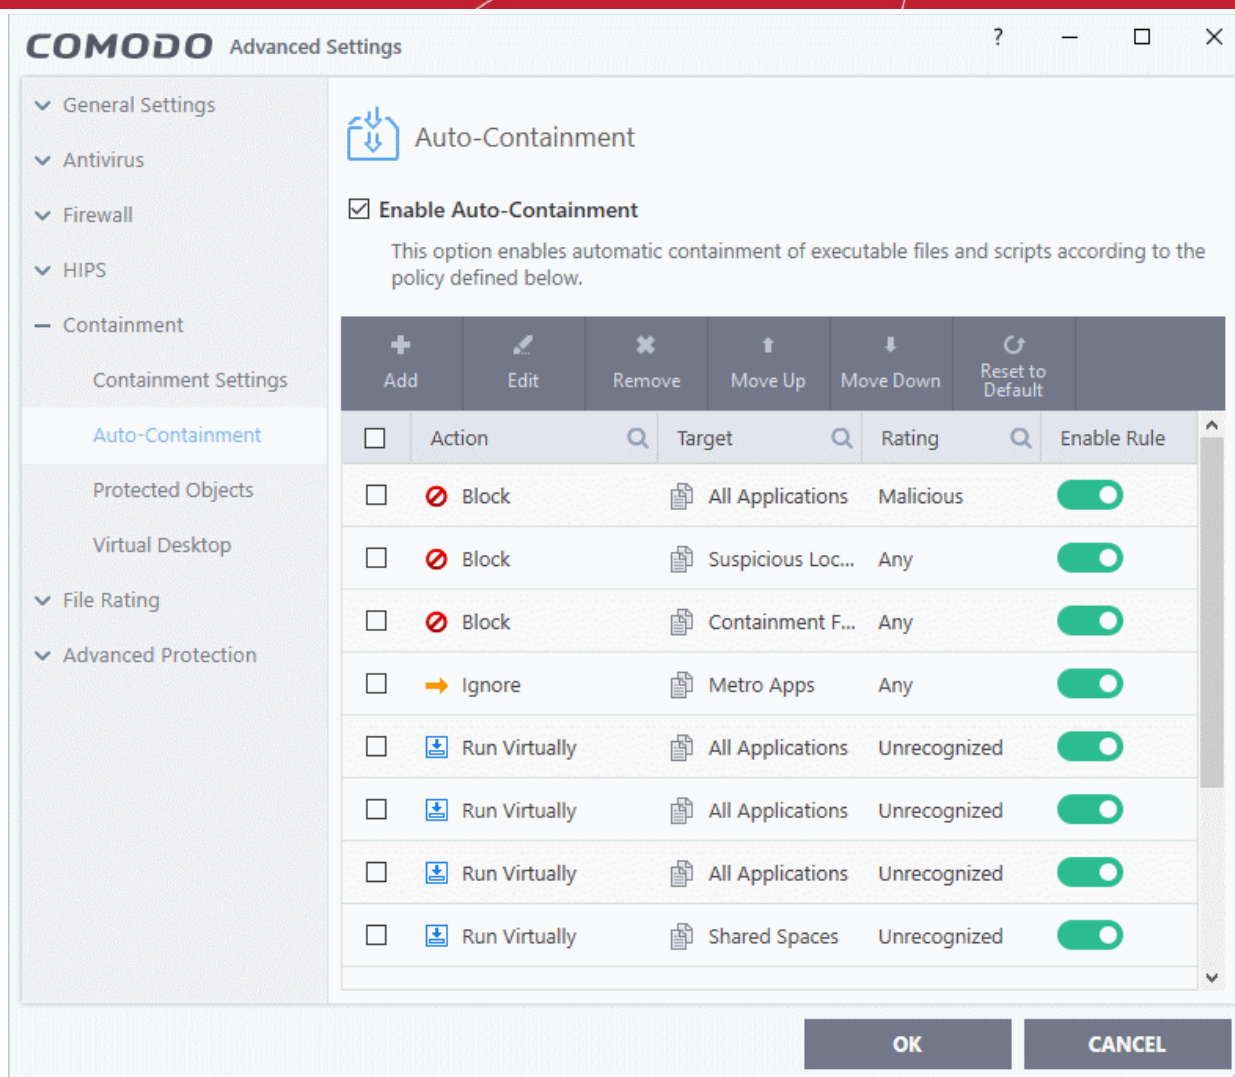 COMODO Advanced Settings ?
General Settings
Antivirus
Firewall
HIPS
Containment
Containment Settings
Auto-Containment
Protected Objects
Virtual Desktop
File Rating
Advanced Protection
Auto-Containment
Enable Auto-Containment
This option enables automatic containment of executable files and scripts according to the
policy defined below.
Add Edit Remove Move Up Move Down Reset to
Default
Action Target Rating Enable Rule
Block All Applications Malicious
Block Suspicious Loc... Any
Block Containment F... Any
Ignore Metro Apps Any
Run Virtually All Applications Unrecognized
Run Virtually All Applications Unrecognized
Run Virtually All Applications Unrecognized
Run Virtually Shared Spaces Unrecognized
OK CANCEL